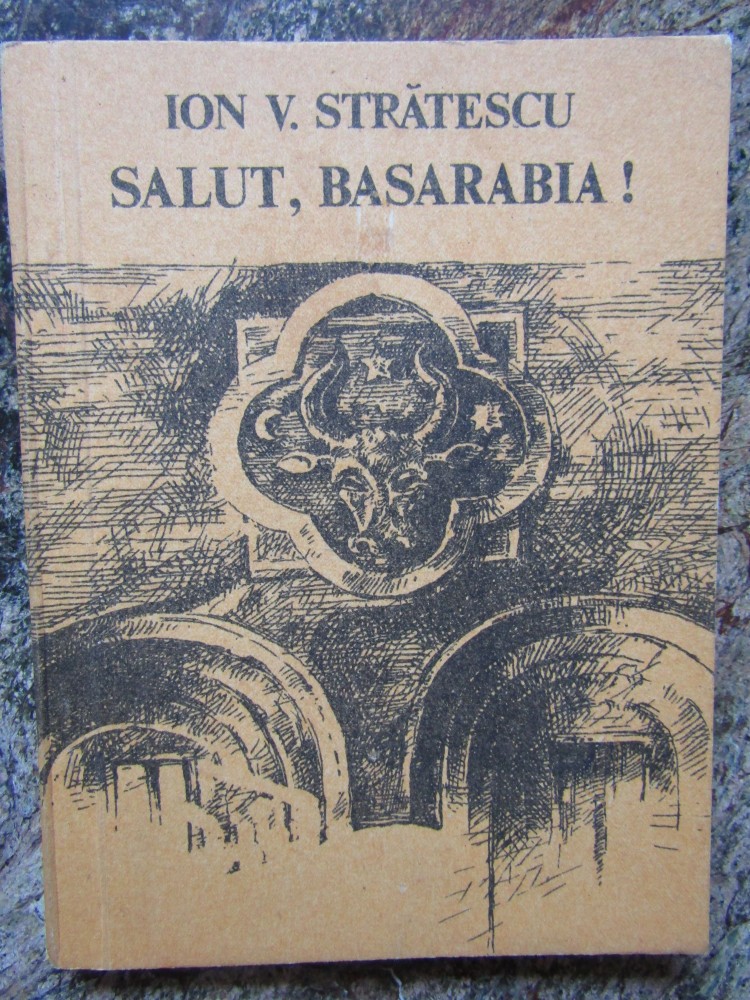 ION V. STRĂTESCU
SALUT, BASARABIA !